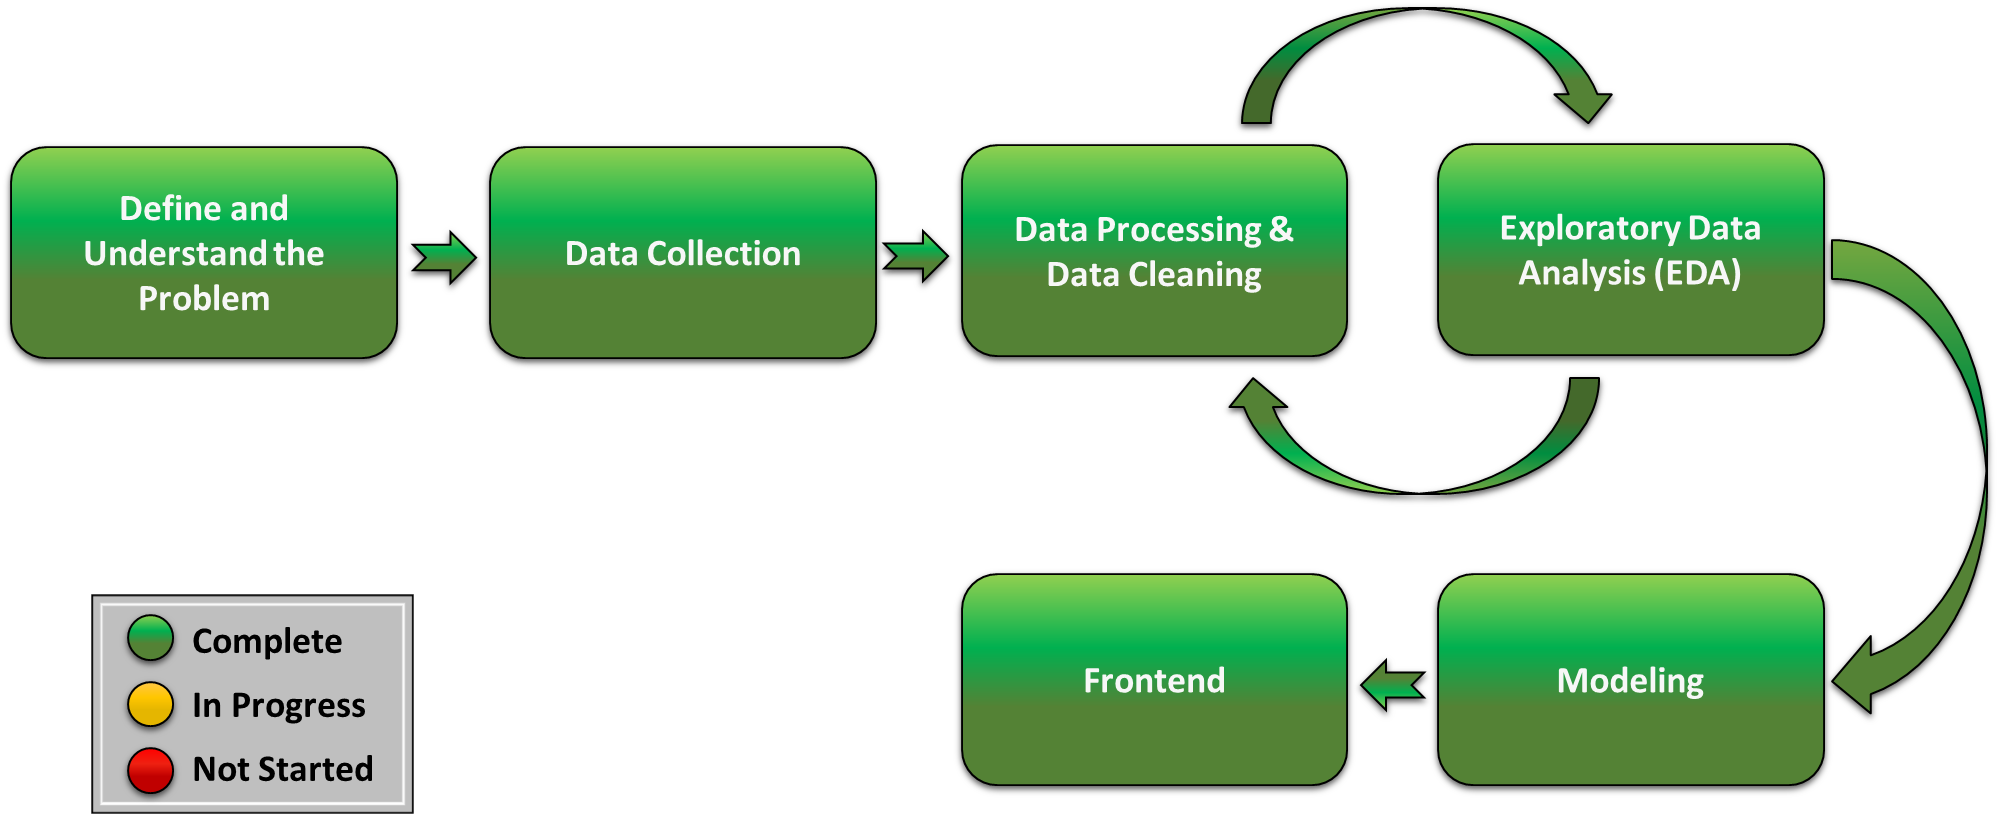 Define and
Understand the
Problem
Data Collection
Data Processing &
Data Cleaning
Exploratory Data
Analysis (EDA)
Frontend
Modeling
Complete
In Progress
Not Started